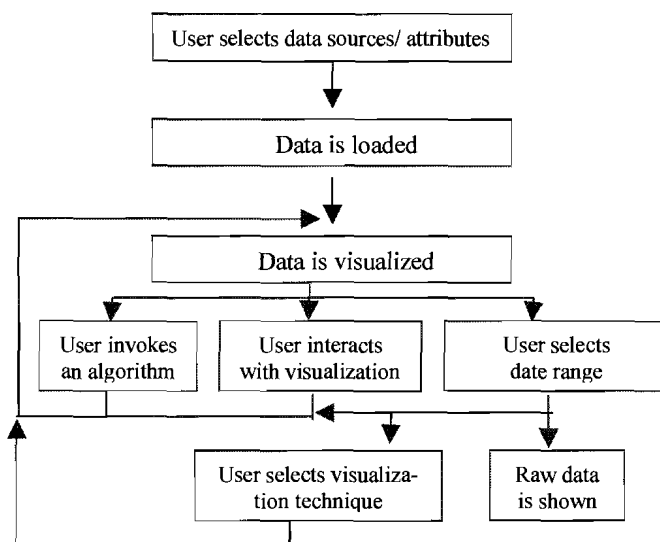 User selects data sources/ attributes
Data is loaded
Data is visualized
User invokes
an algorithm
User interacts
with visualization
User selects
date range
User selects visualiza-
tion technique
Raw data
is shown